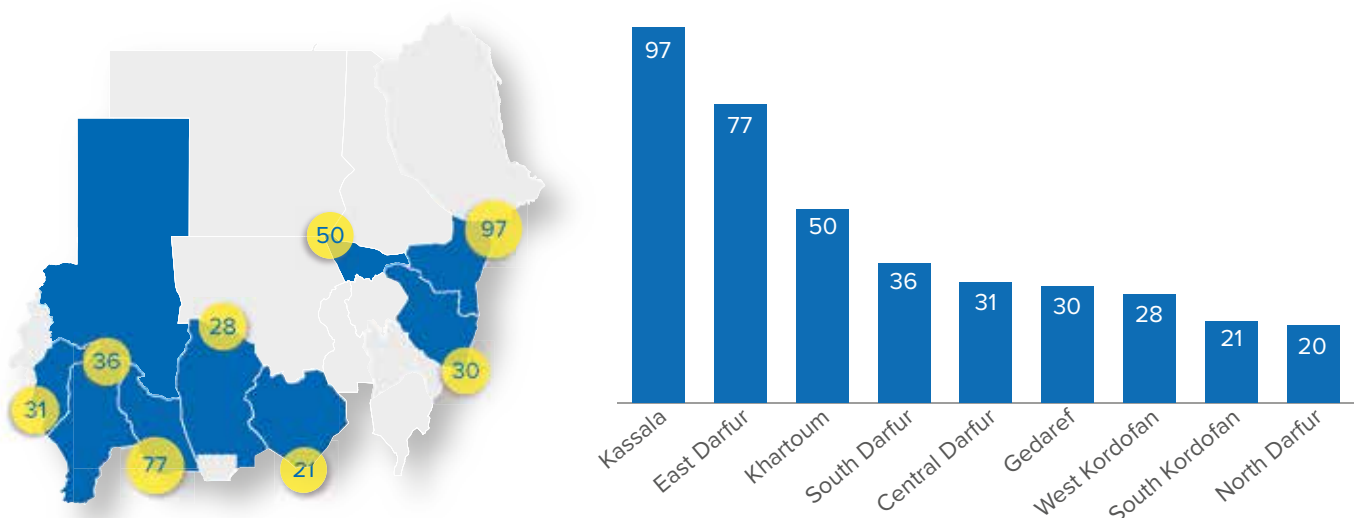 50
97
28
36
30
31
77
21
97
77
50
36
31
30
28
21
20
Kassala
East Darfur
Khartoum
South Darfur
Central Darfur
Gedaref
West Kordofan
South Kordofan
North Darfur